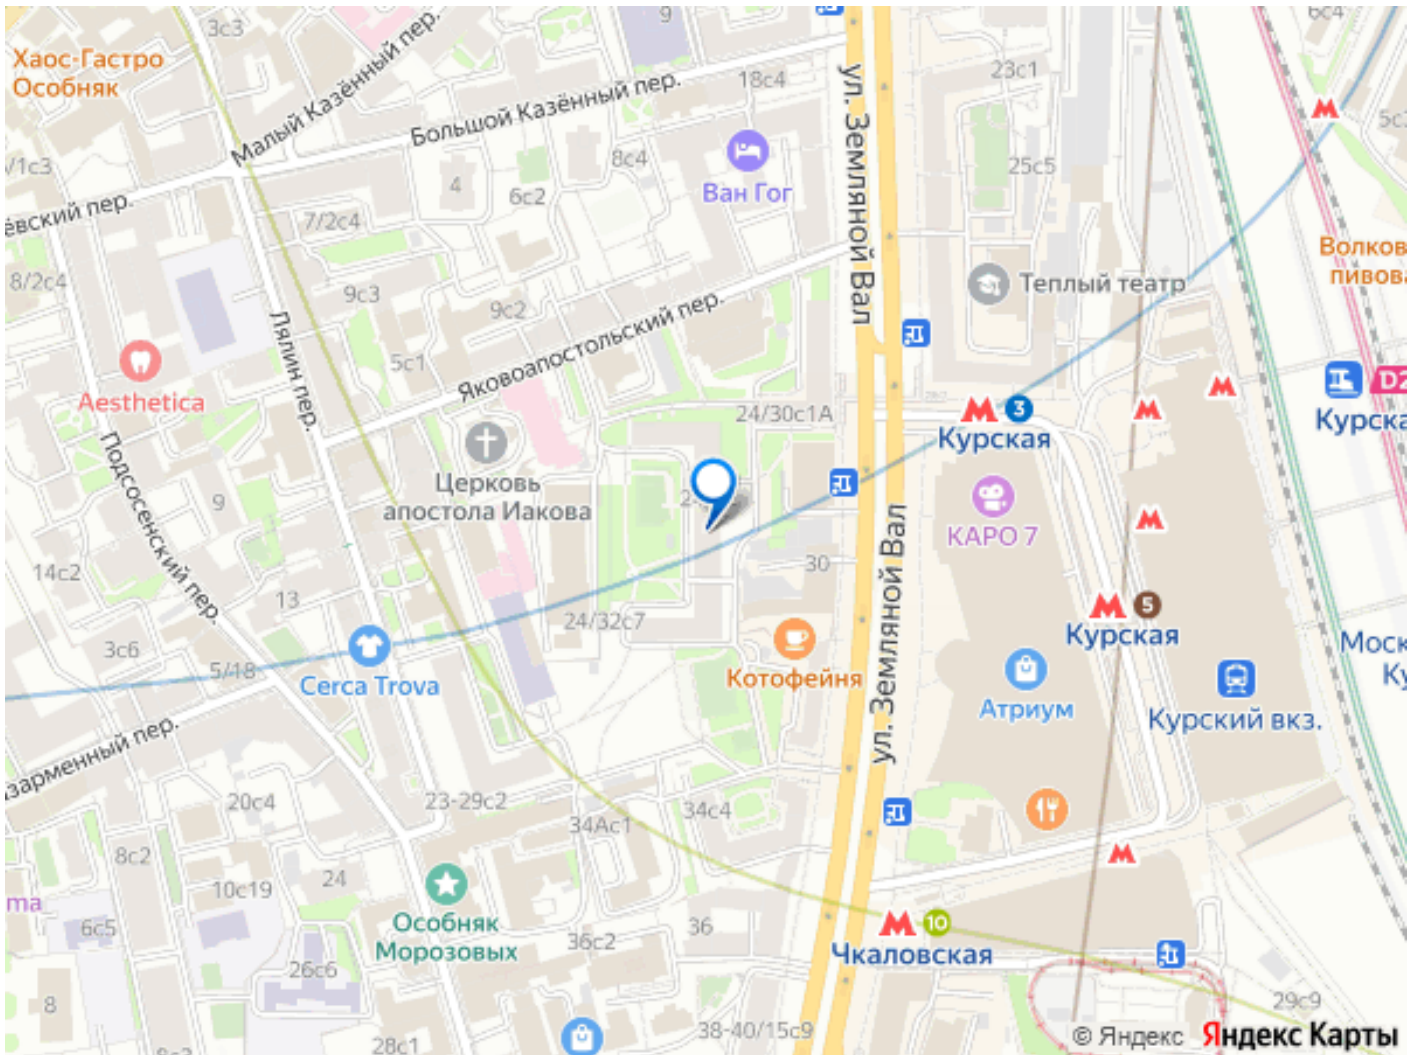 9
6с4
3с3
Хаос-Гастро
Особняк
Малый Казённый пер.
Большой Казённый пер.
18с4
ул. Земляной Вал
23с1
/1с3
4
8с4
6с2
Ван Гог
25с5
ёвский пер.
7/2с4
8/2с4
9с3
9с2
Теплый театр
Волков
пивова
Лялин пер.
Яковоапостольский пер.
5с1
Aesthetica
24/30с1А
3
Курская
D2
Курска
Подсосенский пер.
9
Церковь
апостола Иакова
КАРО 7
ул. Земляной Вал
14с2
13
30
24/32с7
5
Курская
3с6
5/18
Cerca Trova
Котофейня
Атриум
Курский вкз.
Моск
Ку
зарменный пер.
20с4
23-29с2
34Ас1
34с4
8с2
10с19
24
ma
6с5
Особняк
Морозовых
36с2
36
10
Чкаловская
26с6
8
28с1
38-40/15с9
29с9
© Яндекс
Яндекс Карты